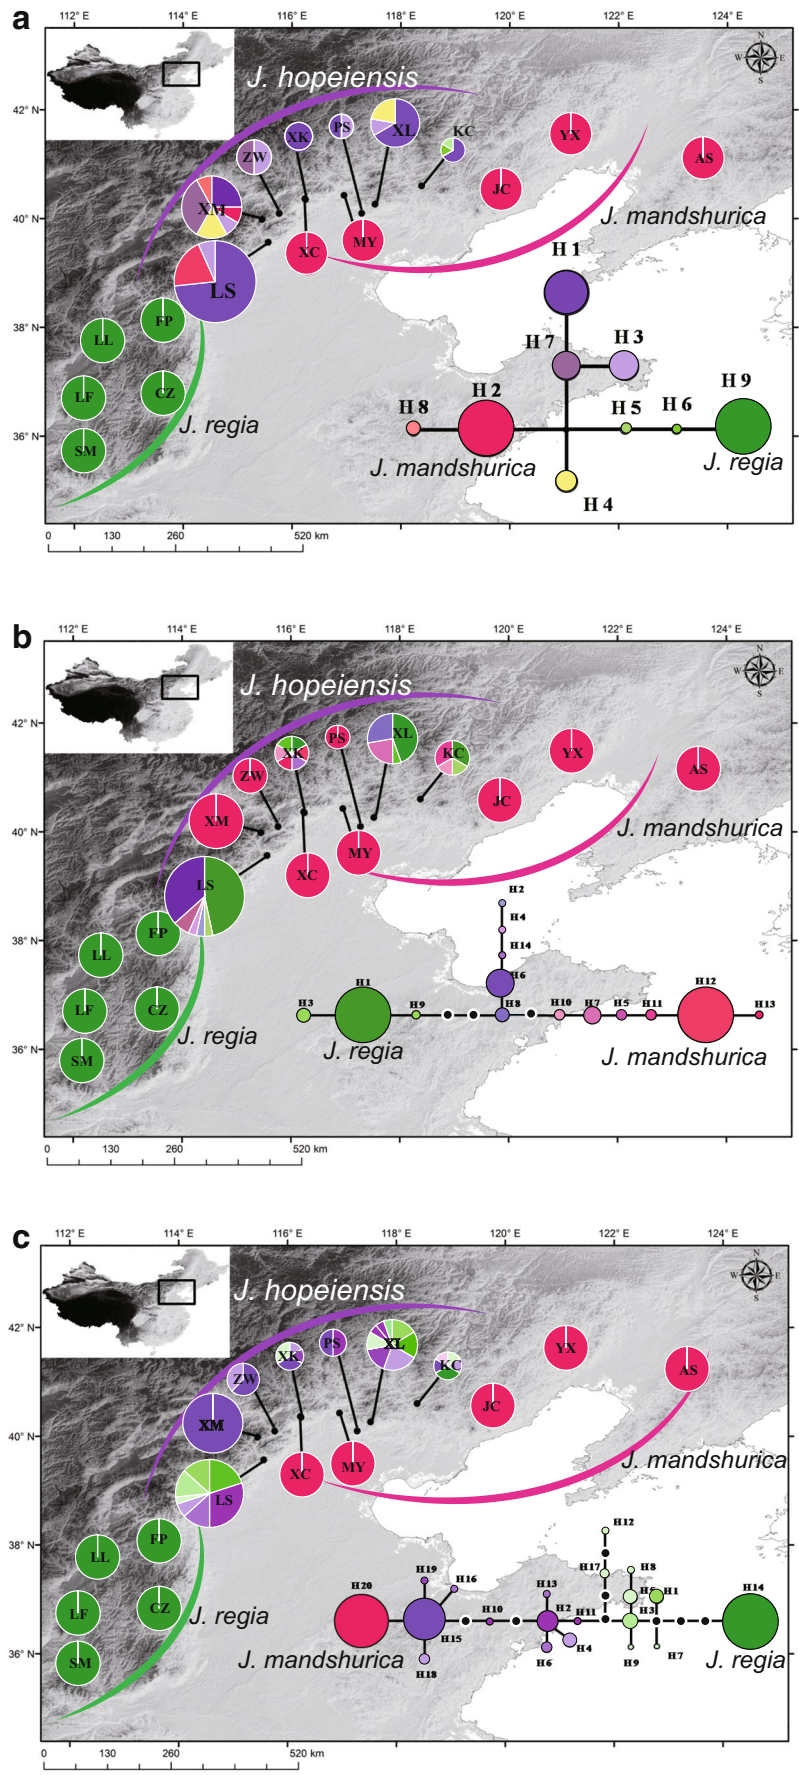 a
112° E 114° E 116° E 118° E 120° E 122° E 124° E
N
W E
S
J. hopeiensis
42° N
XK PS XL KC YX
ZW AS
JC
40° N
XM J. mandshurica
XC MY
LS H 1
38° N
FP
LL H 7 H 3
LF CZ H 8 H 2 H 5 H 6 H 9
J. regia
36° N
SM J. mandshurica J. regia
H 4
0 130 260 520 km
b
112° E 114° E 116° E 118° E 120° E 122° E 124° E
N
W E
S
J. hopeiensis
42° N
PS XL
XK KC YX
ZW AS
JC
40° N
XM J. mandshurica
MY
XC
LS H2
H4
38° N
FP H14
LL H6
LF CZ H3 H1 H9 H8 H10 H7 H5 H11 H12 H13
J. regia J. regia J. mandshurica
36° N
SM
0 130 260 520 km
c
112° E 114° E 116° E 118° E 120° E 122° E 124° E
N
W E
S
J. hopeiensis
42° N
PS XL YX
XK KC AS
ZW
JC
40° N
XM J. mandshurica
XC MY
LS
38° N
FP H12
LL H19 H16 H17 H8
H20 H13 H5 H1 H14
LF CZ H10 H2 H11 H3
J. regia H15
J. mandshurica H4 J. regia
36° N
SM H18 H6 H9 H7
0 130 260 520 km